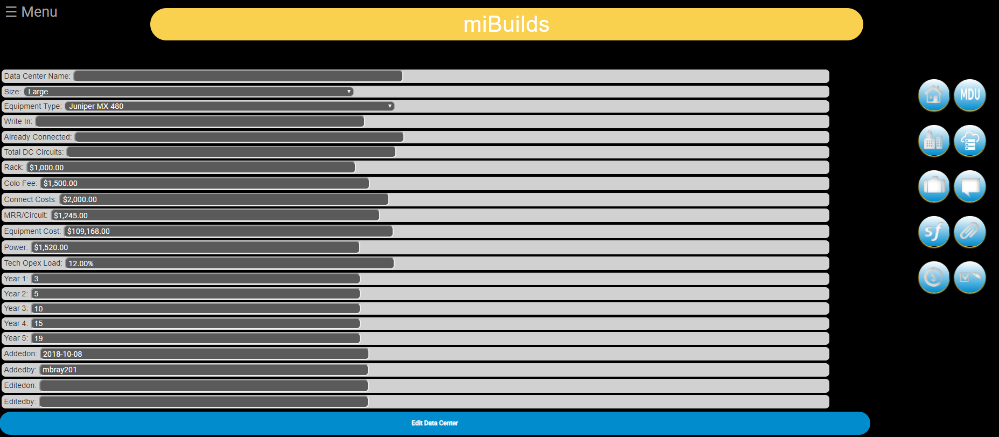 ☰ Menu
miBuilds
Data Center Name:
Size: Large
Equipment Type: Juniper MX 480
Write In:
Already Connected:
Total DC Circuits:
Rack: $1,000.00
Colo Fee: $1,500.00
Connect Costs: $2,000.00
MRR/Circuit: $1,245.00
Equipment Cost: $109,168.00
Power: $1,520.00
Tech Opex Load: 12.00%
Year 1: 3
Year 2: 5
Year 3: 10
Year 4: 15
Year 5: 19
Addedon: 2018-10-08
Addedby: mbray201
Editedon:
Editedby:
Edit Data Center
MDU
sf
$